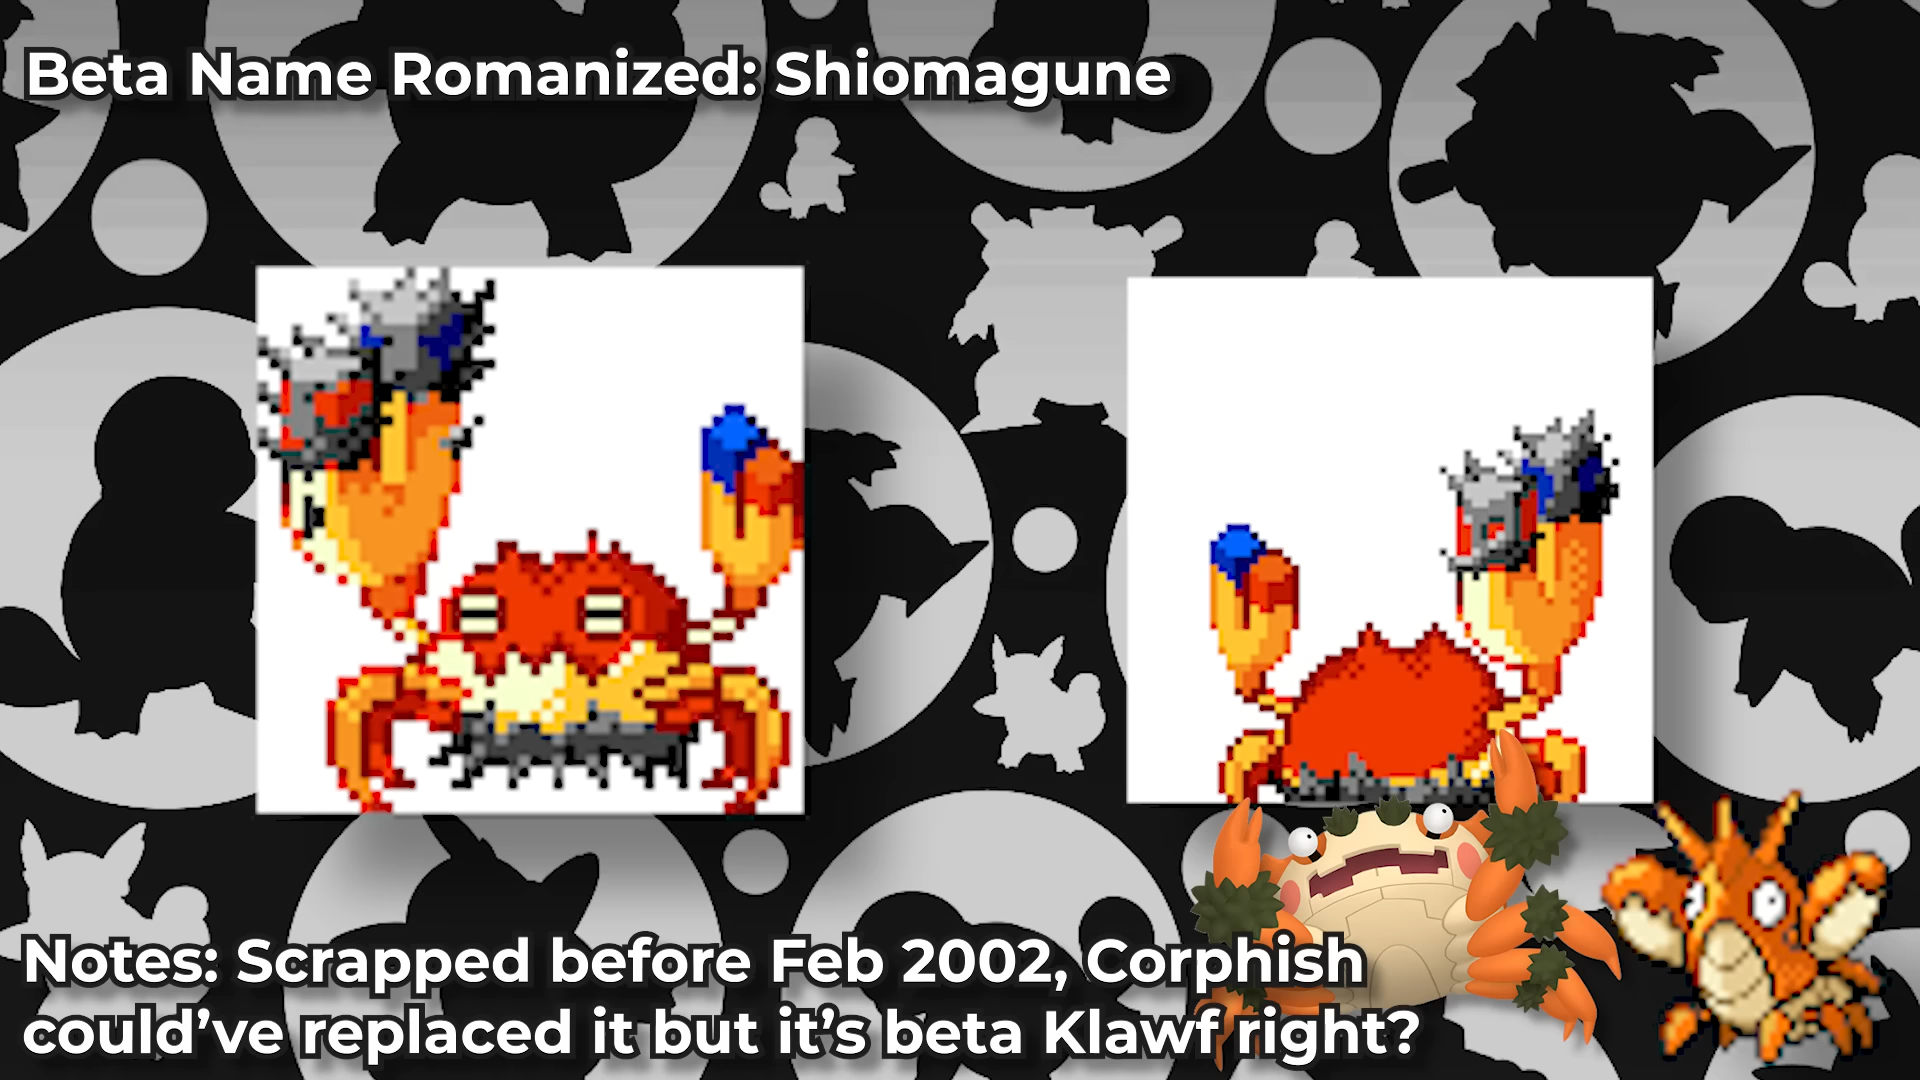 Beta Name Romanized: Shiomagune
Notes: Scrapped before Feb 2002, Corphish
could’ve replaced it but it’s beta Klawf right?